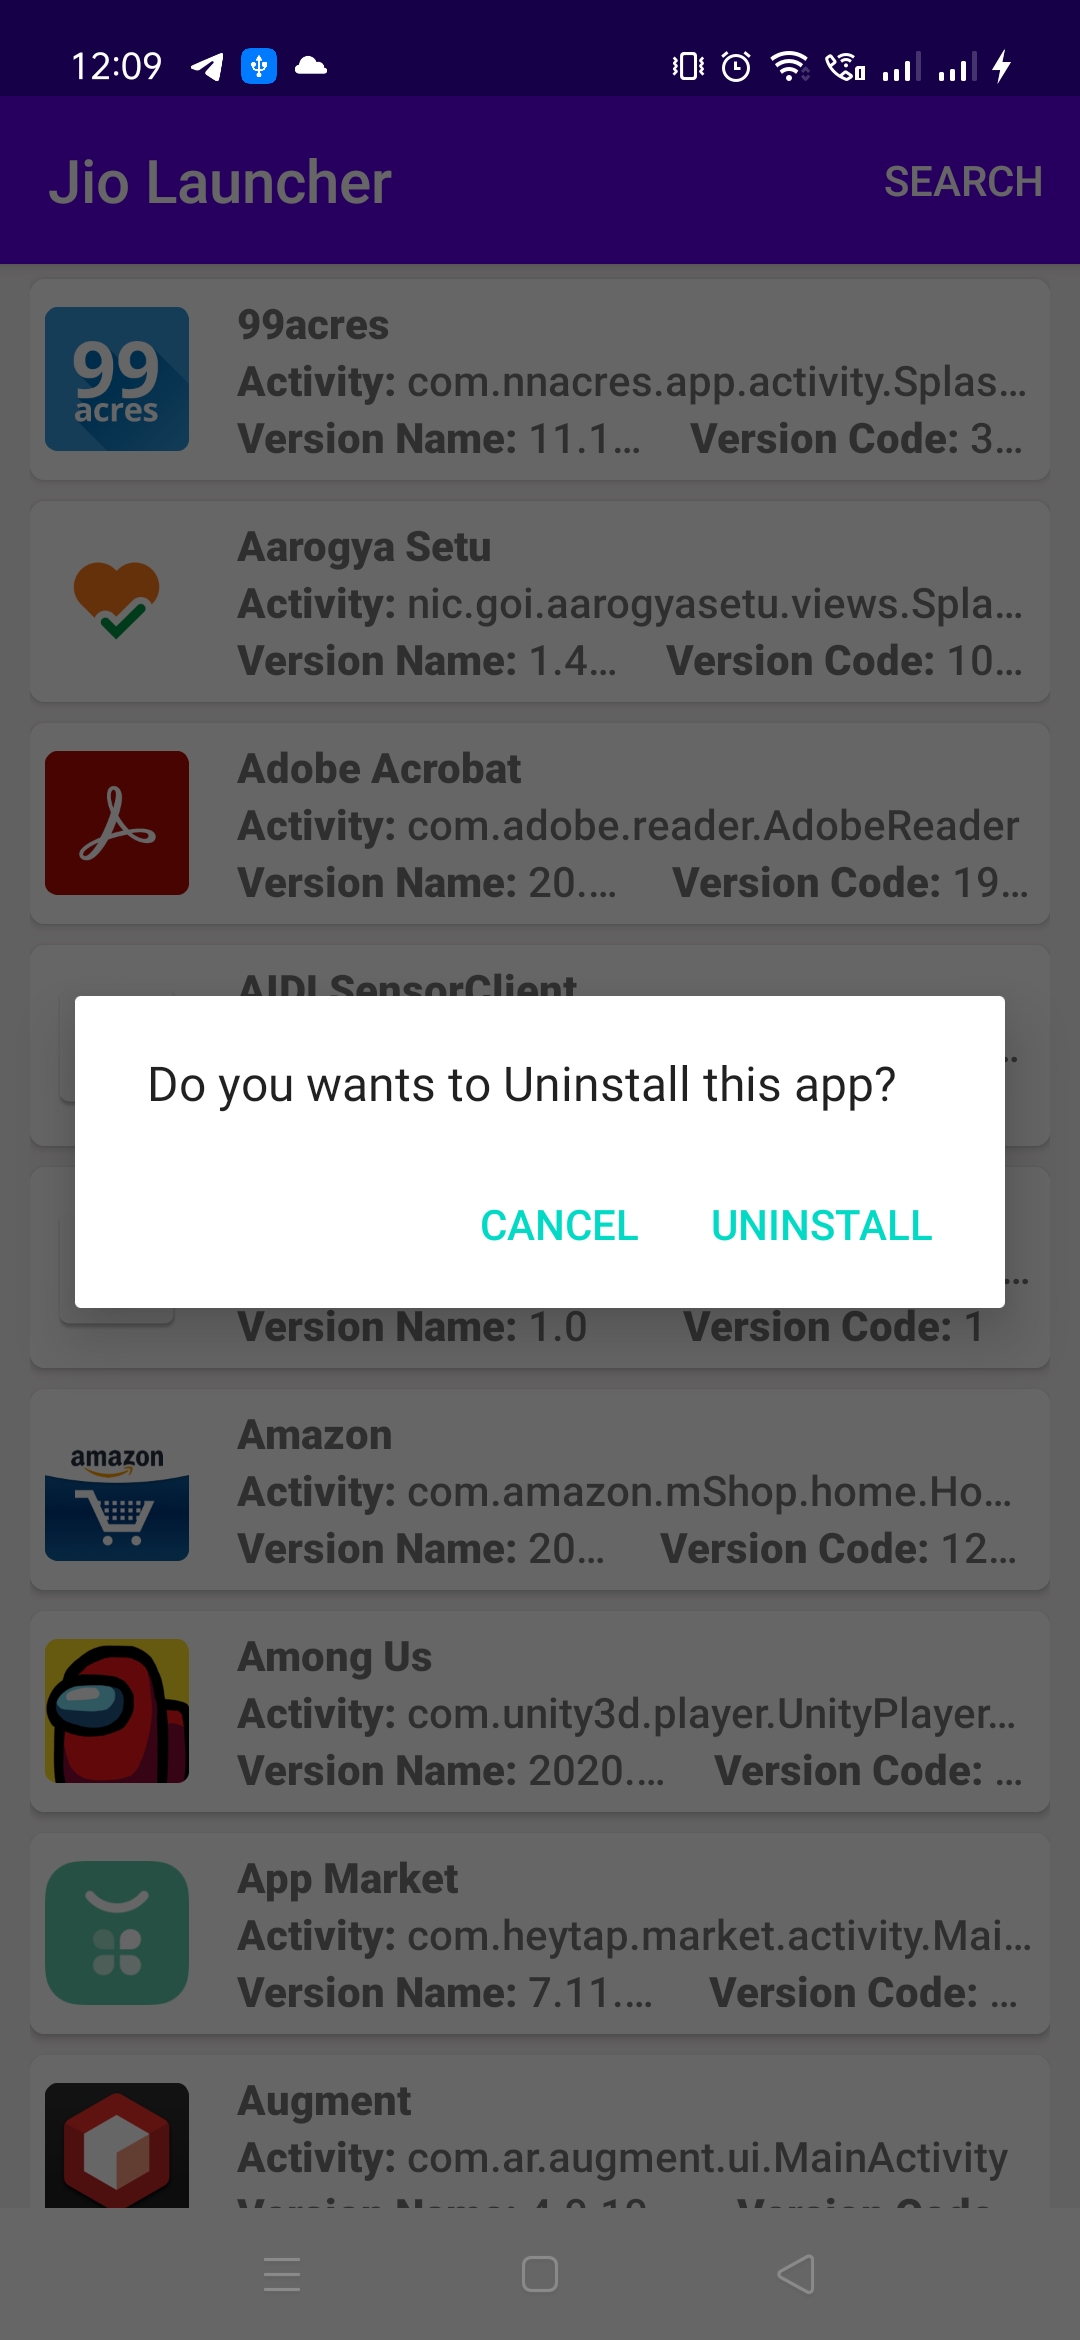 12:09
Jio Launcher
SEARCH
99 acres
99acres
Activity: com.nnacres.app.activity.Splas...
Version Name: 11.1... Version Code: 3...
Aarogya Setu
Activity: nic.goi.aarogyasetu.views.Spla...
Version Name: 1.4... Version Code: 10...
Adobe Acrobat
Activity: com.adobe.reader.AdobeReader
Version Name: 20.... Version Code: 19...
AIDLSensorClient
Do you wants to Uninstall this app?
CANCEL UNINSTALL
Version Name: 1.0 Version Code: 1
amazon
Amazon
Activity: com.amazon.mShop.home.Ho...
Version Name: 20... Version Code: 12...
Among Us
Activity: com.unity3d.player.UnityPlayer...
Version Name: 2020.... Version Code: ...
App Market
Activity: com.heytap.market.activity.Mai...
Version Name: 7.11.... Version Code: ...
Augment
Activity: com.ar.augment.ui.MainActivity
Version Name: Version Code